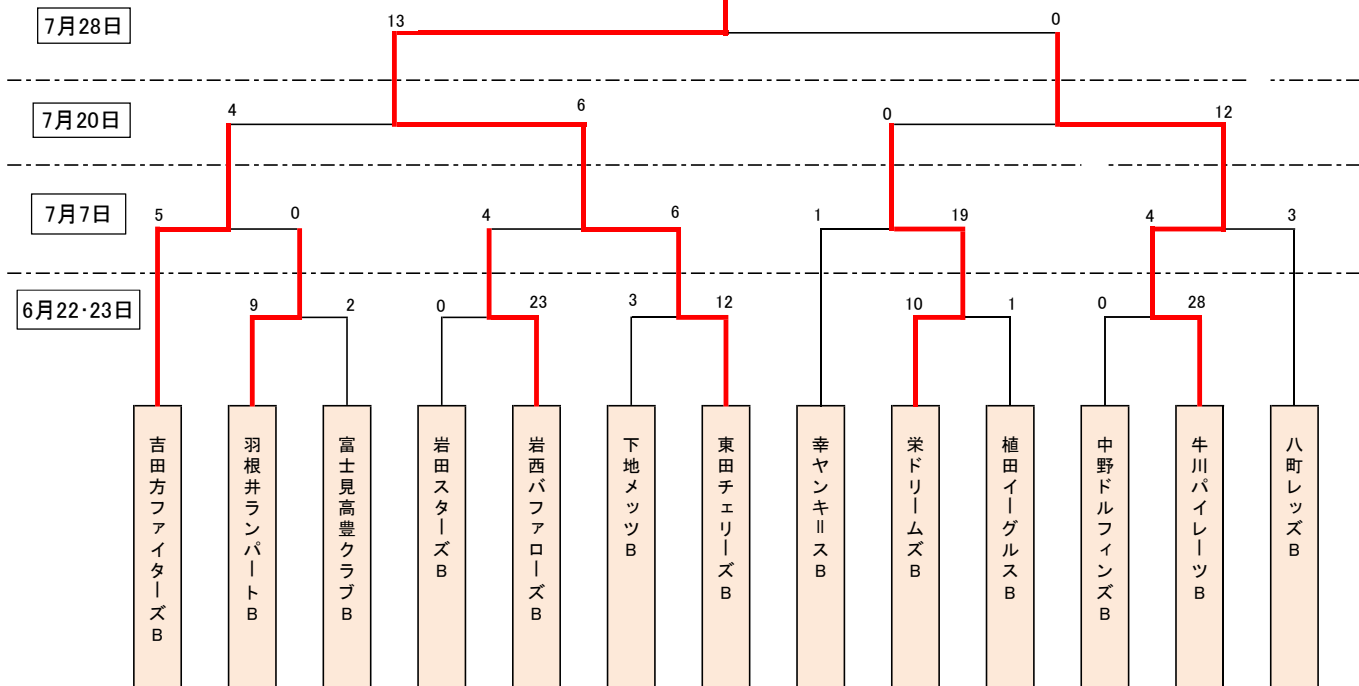 7月28日
13
0
7月20日
4
6
0
12
7月7日
5
0
4
6
1
19
4
3
6月22･23日
9
2
0
23
3
12
10
1
0
28
吉田方ファイターズB
羽根井ランパートB
富士見高豊クラブB
岩田スターズB
岩西バファローズB
下地メッツB
東田チェリーズB
幸ヤンキ＝スB
栄ドリームズB
植田イーグルスB
中野ドルフィンズB
牛川パイレーツB
八町レッズB